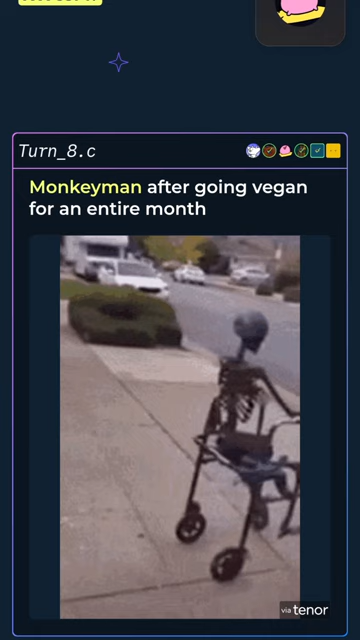 Turn_8.c
Monkeyman after going vegan
for an entire month
via tenor